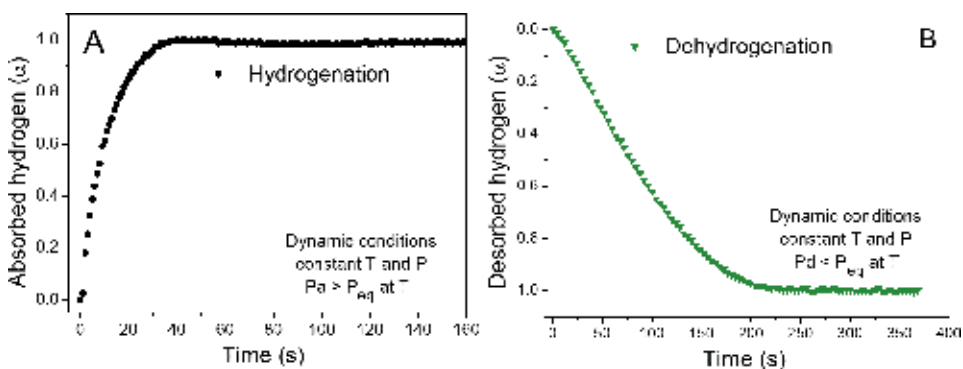 A
Hydrogenation
Absorbed hydrogen (α)
1.0
0.8
0.6
0.4
0.2
0.0
Dynamic conditions
constant T and P
Pa > Peq at T
0
20
40
60
80
100
120
140
160
Time (s)
B
Dehydrogenation
Desorbed hydrogen (α)
0.0
0.2
0.4
0.6
0.8
1.0
Dynamic conditions
constant T and P
Pd < Peq at T
0
50
100
150
200
250
300
350
400
Time (s)